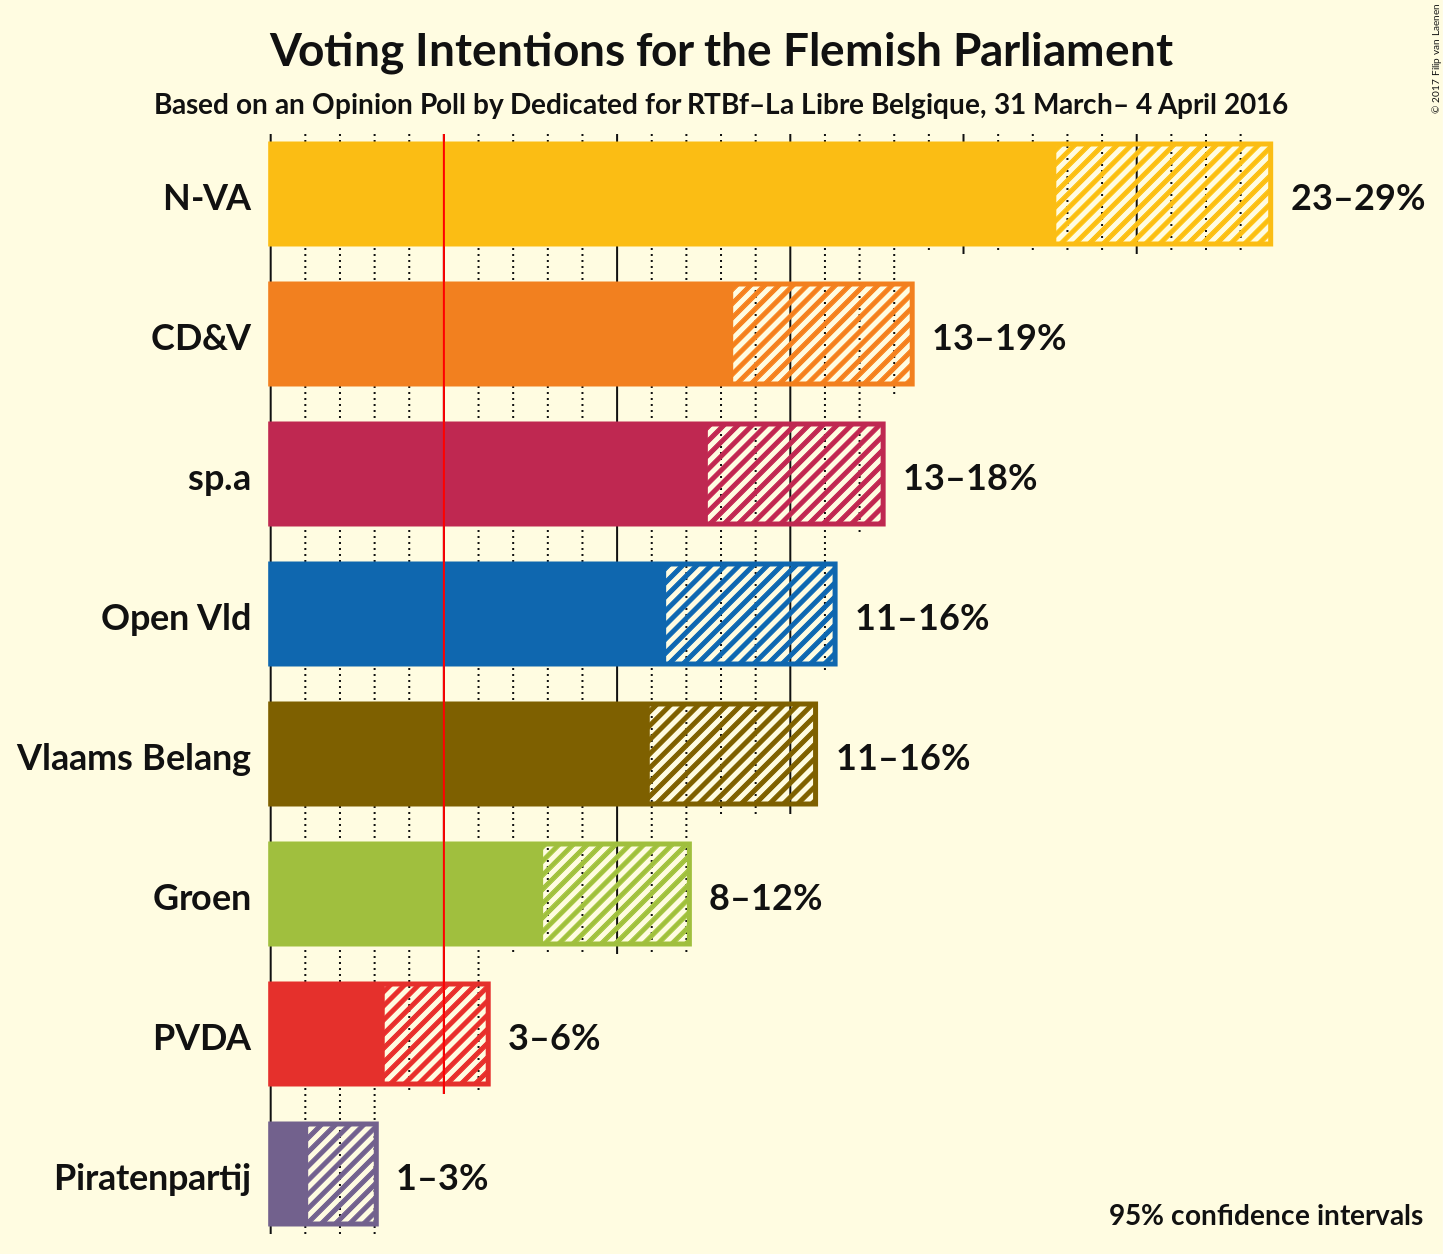 Voting Intentions for the Flemish Parliament
Based on an Opinion Poll by Dedicated for RTBf–La Libre Belgique, 31 March– 4 April 2016
© 2017 Filip van Laenen
N-VA 23–29%
CD&V 13–19%
sp.a 13–18%
Open Vld 11–16%
Vlaams Belang 11–16%
Groen 8–12%
PVDA 3–6%
Piratenpartij 1–3%
95% confidence intervals